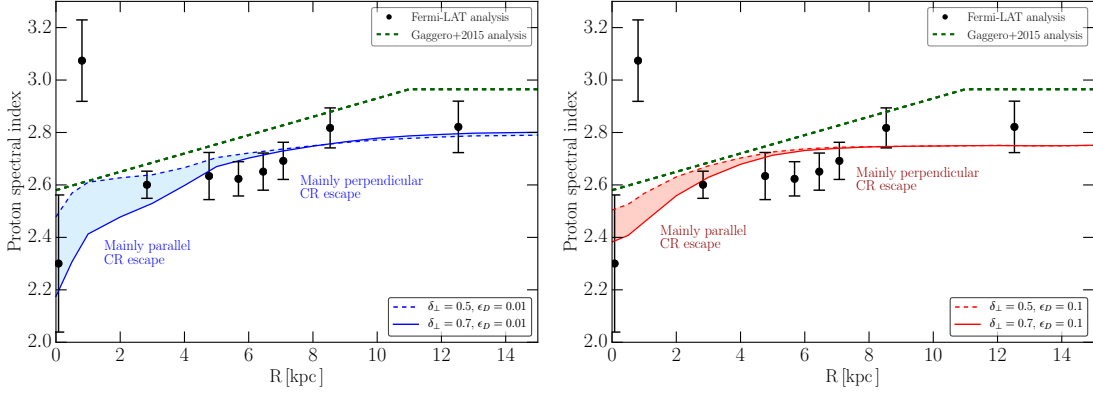 Fermi-LAT analysis
Gaggero+2015 analysis
Proton spectral index
3.2
3.0
2.8
2.6
2.4
2.2
2.0
Mainly perpendicular
CR escape
Mainly parallel
CR escape
δ⊥ = 0.5, ϵD = 0.01
δ⊥ = 0.7, ϵD = 0.01
0 2 4 6 8 10 12 14
R [kpc]
Fermi-LAT analysis
Gaggero+2015 analysis
Proton spectral index
3.2
3.0
2.8
2.6
2.4
2.2
2.0
Mainly perpendicular
CR escape
Mainly parallel
CR escape
δ⊥ = 0.5, ϵD = 0.1
δ⊥ = 0.7, ϵD = 0.1
0 2 4 6 8 10 12 14
R [kpc]